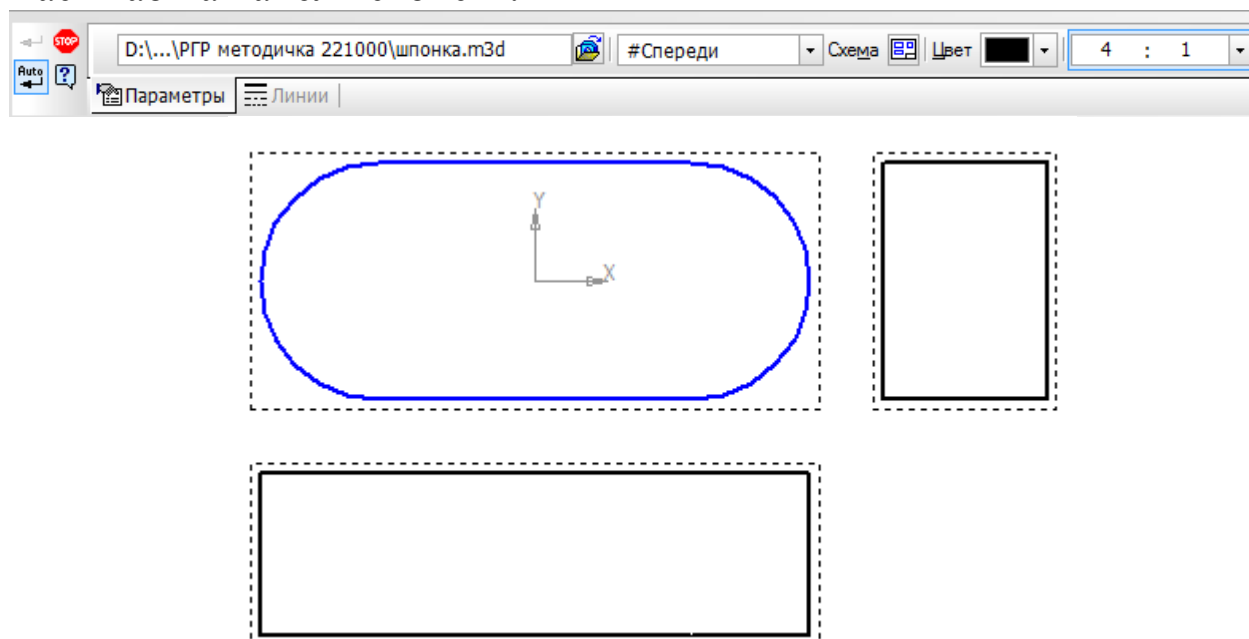 STOP D:\...\РГР методичка 221000\шпонка.m3d #Спереди Схема Цвет 4 : 1
Auto ?
Параметры Линии
Y
X